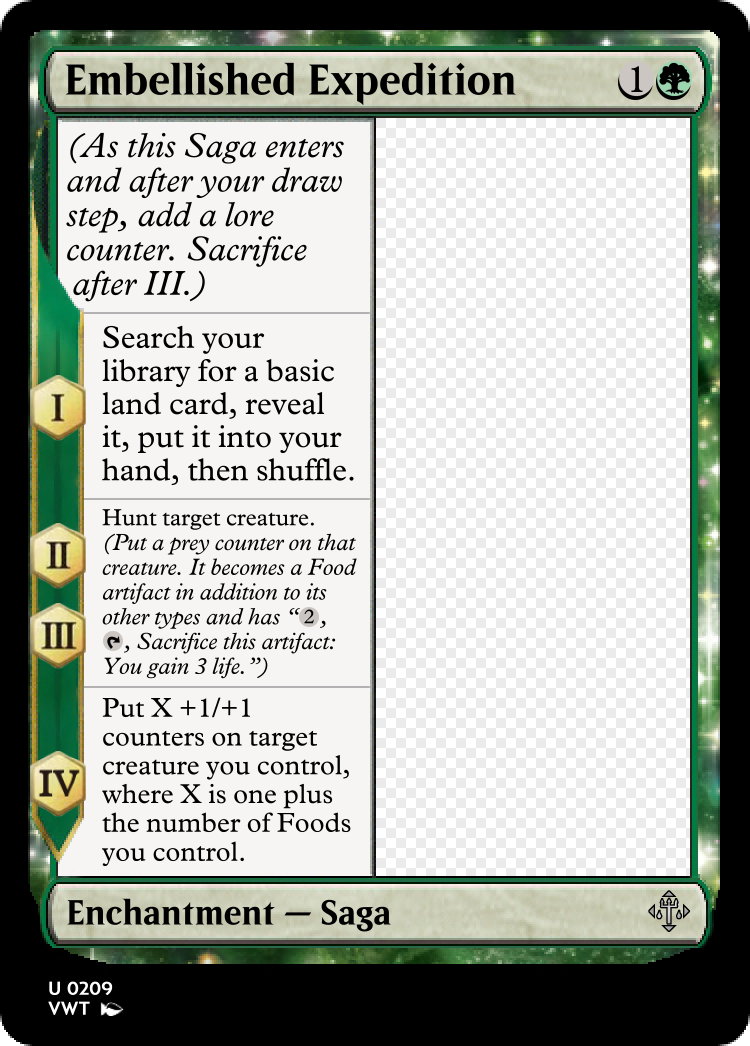 Embellished Expedition 1
(As this Saga enters
and after your draw
step, add a lore
counter. Sacrifice
after III.)
I
Search your
library for a basic
land card, reveal
it, put it into your
hand, then shuffle.
II
III
Hunt target creature.
(Put a prey counter on that
creature. It becomes a Food
artifact in addition to its
other types and has “2,
, Sacrifice this artifact:
You gain 3 life.”)
IV
Put X +1/+1
counters on target
creature you control,
where X is one plus
the number of Foods
you control.
Enchantment — Saga
U 0209
VWT